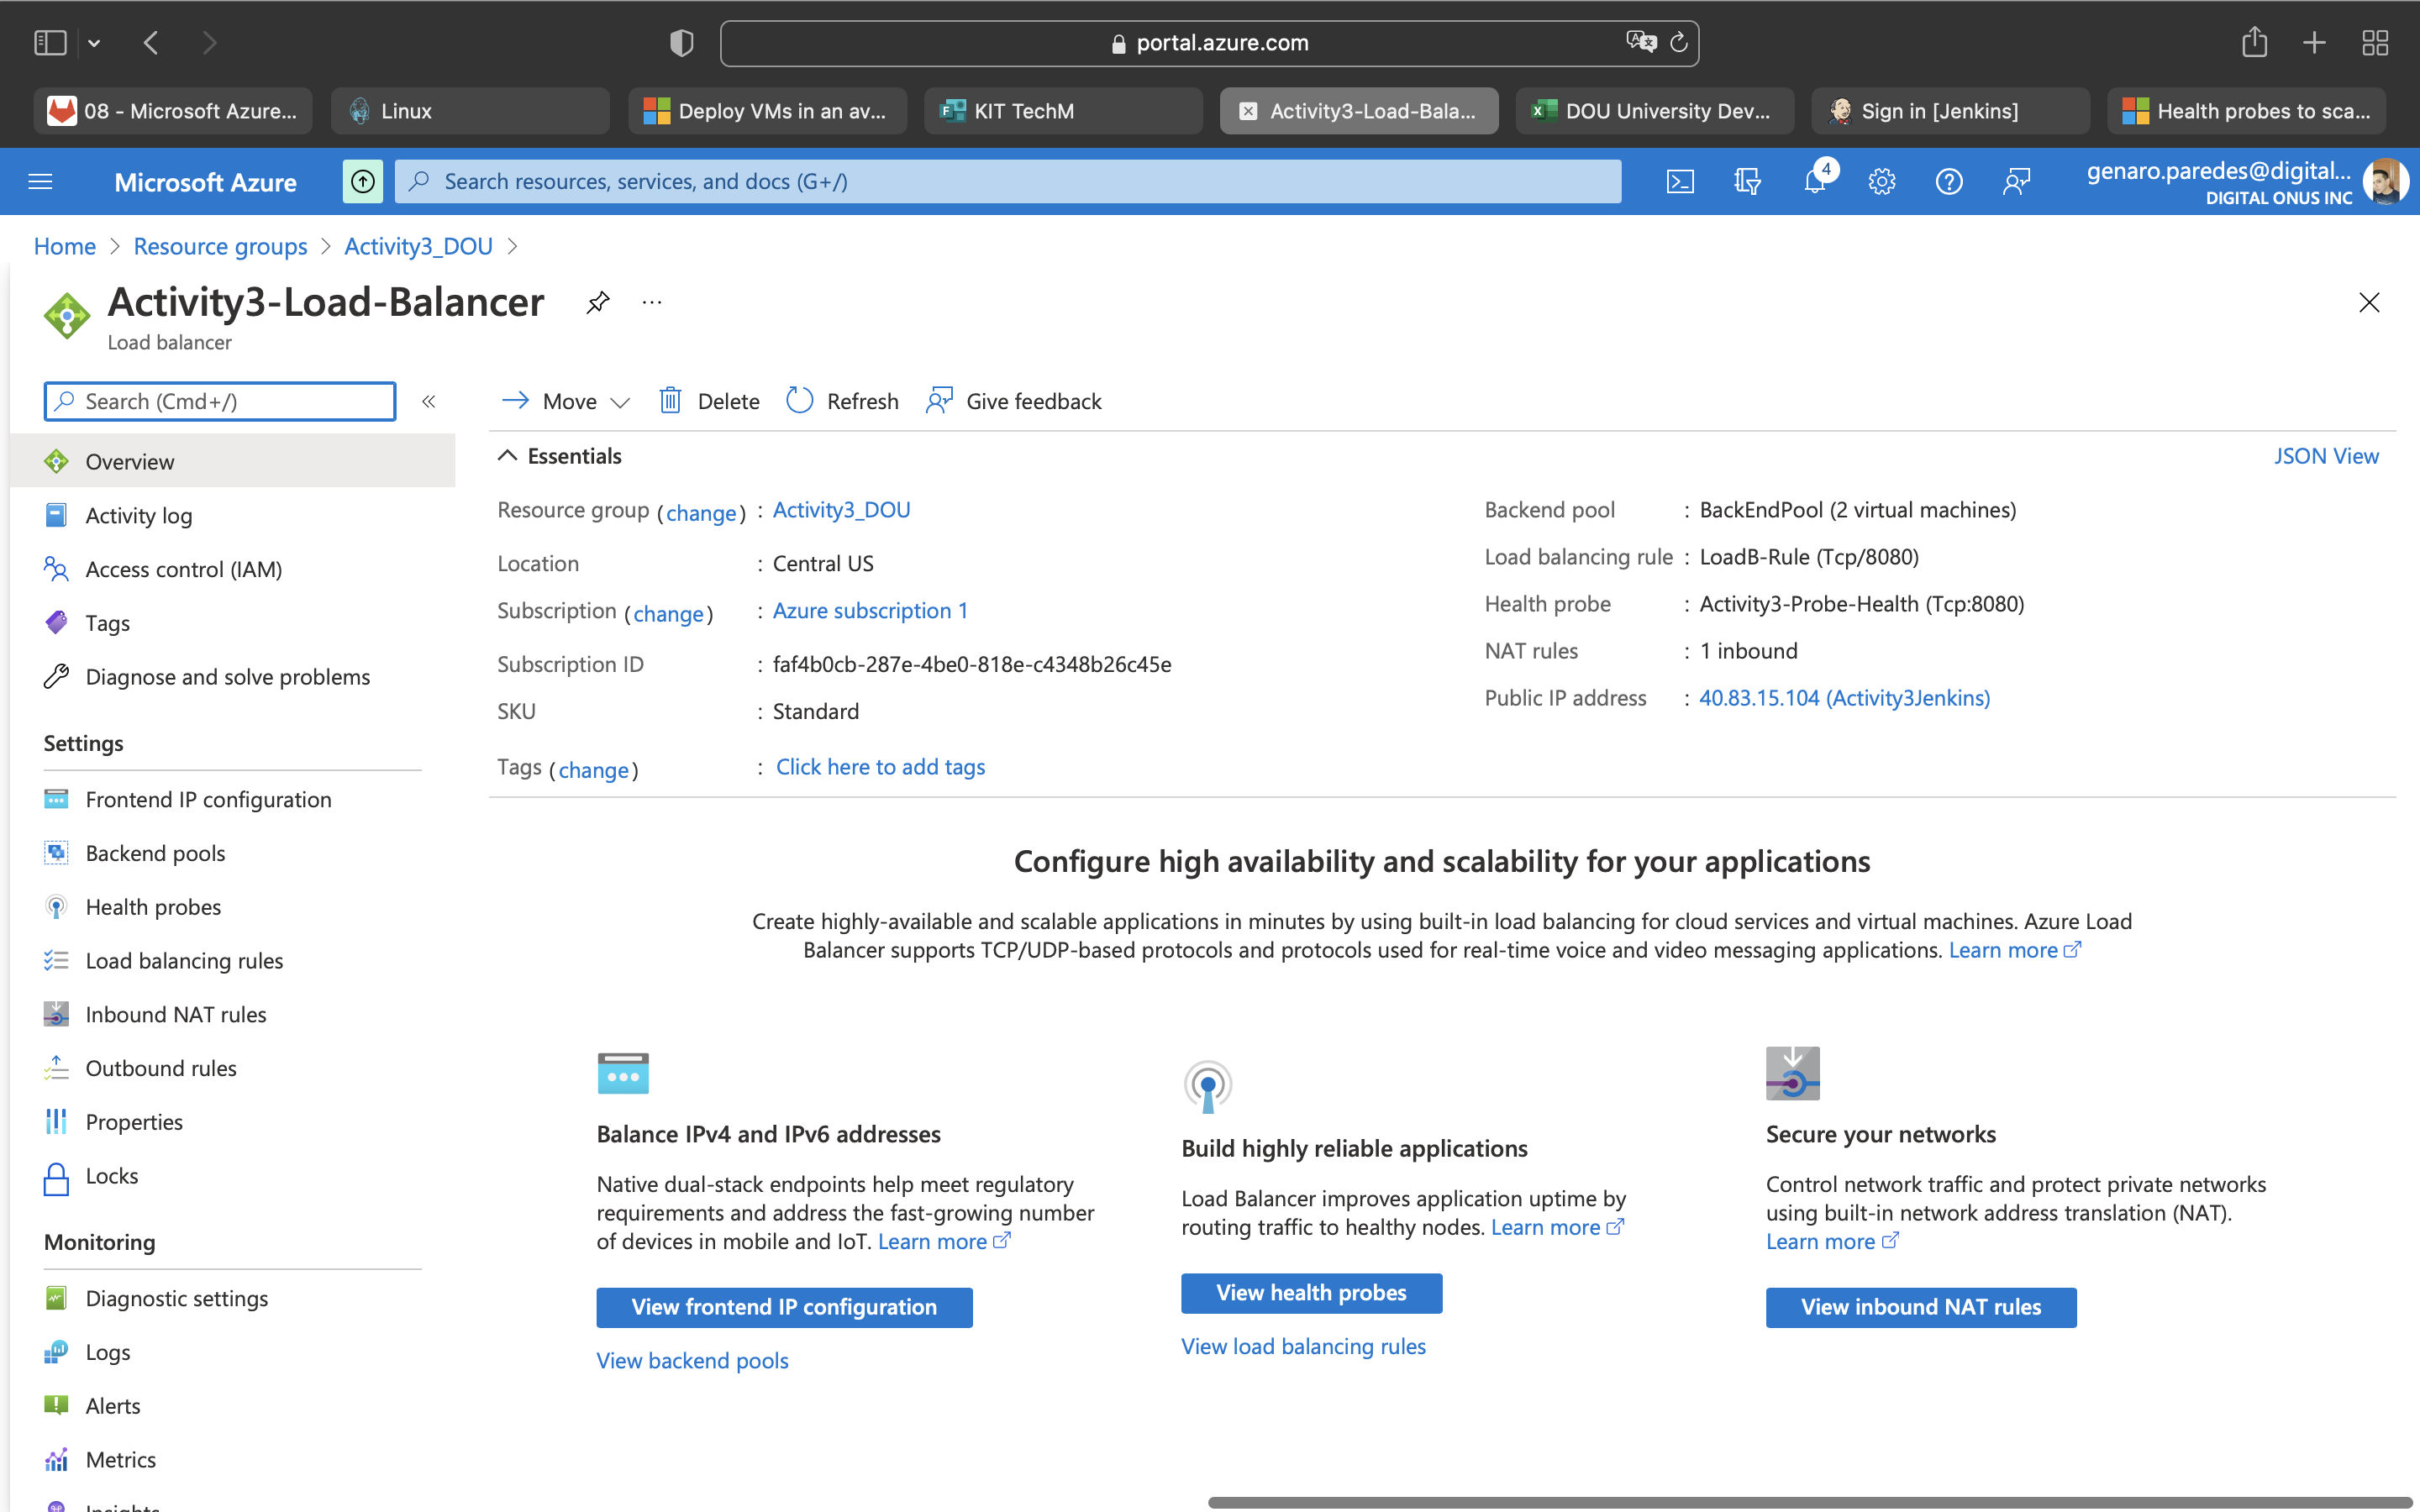 portal.azure.com
08 - Microsoft Azure...
Linux
Deploy VMs in an av...
KIT TechM
Activity3-Load-Bala...
DOU University Dev...
Sign in [Jenkins]
Health probes to sca...
Microsoft Azure
Search resources, services, and docs (G+/)
4
genaro.paredes@digital...
DIGITAL ONUS INC
Home > Resource groups > Activity3_DOU >
Activity3-Load-Balancer
...
Load balancer
Search (Cmd+/)
«
Move
Delete
Refresh
Give feedback
Overview
Activity log
Access control (IAM)
Tags
Diagnose and solve problems
Settings
Frontend IP configuration
Backend pools
Health probes
Load balancing rules
Inbound NAT rules
Outbound rules
Properties
Locks
Monitoring
Diagnostic settings
Logs
Alerts
Metrics
Insights
Essentials
JSON View
Resource group (change) : Activity3_DOU
Location : Central US
Subscription (change) : Azure subscription 1
Subscription ID : faf4b0cb-287e-4be0-818e-c4348b26c45e
SKU : Standard
Tags (change) : Click here to add tags
Backend pool : BackEndPool (2 virtual machines)
Load balancing rule : LoadB-Rule (Tcp/8080)
Health probe : Activity3-Probe-Health (Tcp:8080)
NAT rules : 1 inbound
Public IP address : 40.83.15.104 (Activity3Jenkins)
Configure high availability and scalability for your applications
Create highly-available and scalable applications in minutes by using built-in load balancing for cloud services and virtual machines. Azure Load
Balancer supports TCP/UDP-based protocols and protocols used for real-time voice and video messaging applications. Learn more
Balance IPv4 and IPv6 addresses
Native dual-stack endpoints help meet regulatory
requirements and address the fast-growing number
of devices in mobile and IoT. Learn more
View frontend IP configuration
View backend pools
Build highly reliable applications
Load Balancer improves application uptime by
routing traffic to healthy nodes. Learn more
View health probes
View load balancing rules
Secure your networks
Control network traffic and protect private networks
using built-in network address translation (NAT).
Learn more
View inbound NAT rules